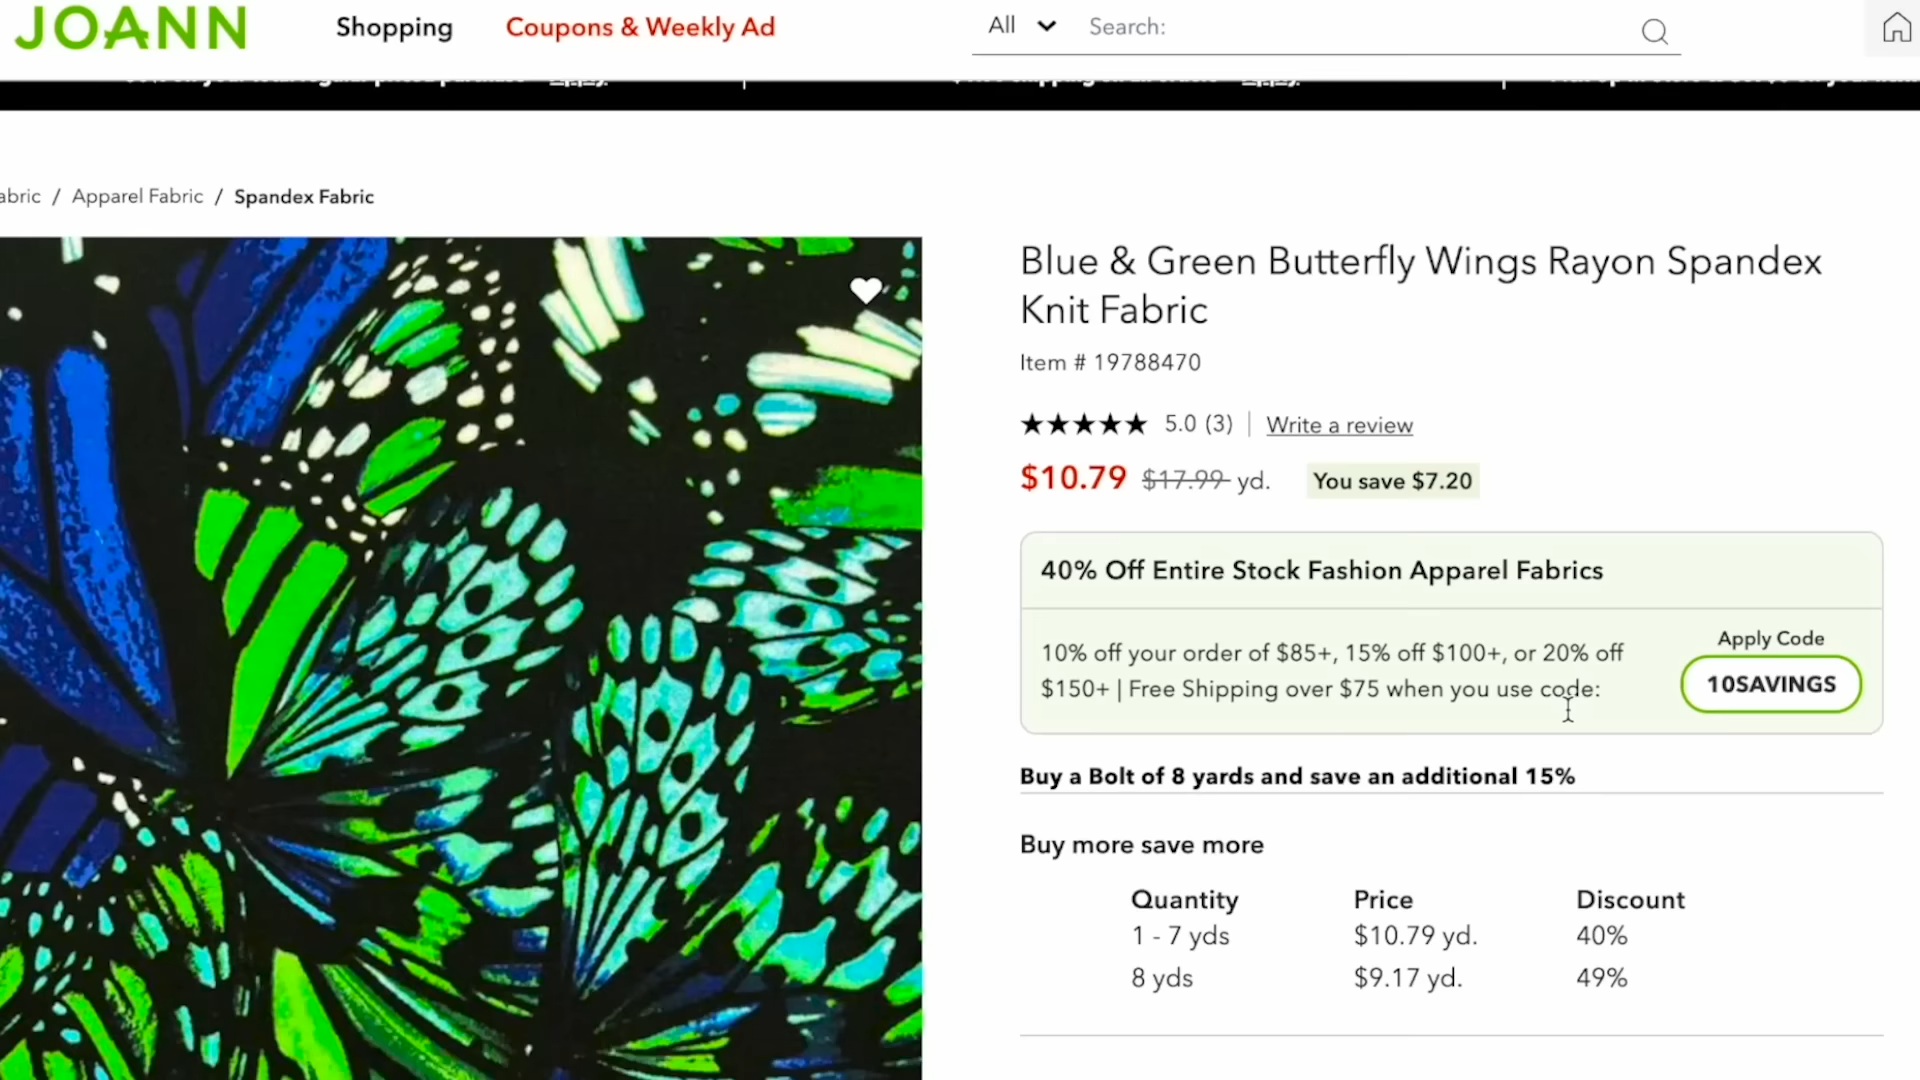 JOANN
Shopping
Coupons & Weekly Ad
All
Search:
abric / Apparel Fabric / Spandex Fabric
Blue & Green Butterfly Wings Rayon Spandex
Knit Fabric
Item # 19788470
★★★★★ 5.0 (3) | Write a review
$10.79 $17.99 yd. You save $7.20
40% Off Entire Stock Fashion Apparel Fabrics
10% off your order of $85+, 15% off $100+, or 20% off
$150+ | Free Shipping over $75 when you use code:
Apply Code
10SAVINGS
Buy a Bolt of 8 yards and save an additional 15%
Buy more save more
Quantity Price Discount
1 - 7 yds $10.79 yd. 40%
8 yds $9.17 yd. 49%